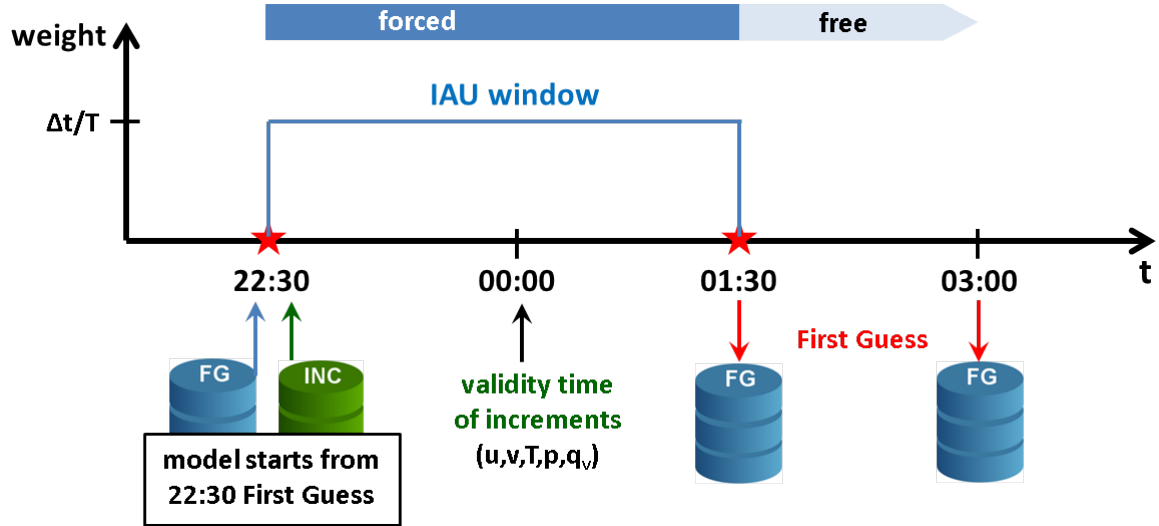 forced
free
weight
IAU window
Δt/T
22:30
00:00
01:30
03:00
t
FG
INC
First Guess
FG
FG
validity time
of increments
(u,v,T,p,qᵥ)
model starts from
22:30 First Guess